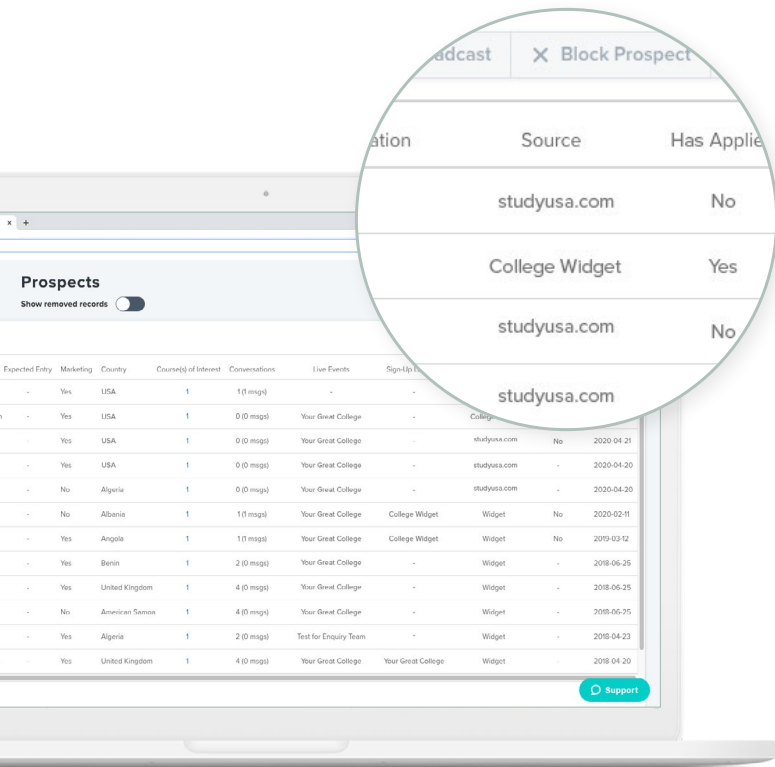 adcast × Block Prospect
ation Source Has Applie
studyusa.com No
College Widget Yes
studyusa.com No
studyusa.com
× +
Prospects
Show removed records
Expected Entry Marketing Country Course(s) of Interest Conversations Live Events Sign-Up L
- Yes USA 1 1 (1 msgs) - -
- Yes USA 1 0 (0 msgs) Your Great College - Colleg
- Yes USA 1 0 (0 msgs) Your Great College - studyusa.com No 2020-04-21
- Yes USA 1 0 (0 msgs) Your Great College - studyusa.com - 2020-04-20
- No Algeria 1 0 (0 msgs) Your Great College - studyusa.com - 2020-04-20
- No Albania 1 1 (1 msgs) Your Great College College Widget Widget No 2020-02-11
- Yes Angola 1 1 (1 msgs) Your Great College College Widget Widget No 2019-03-12
- Yes Benin 1 2 (0 msgs) Your Great College - Widget - 2018-06-25
- Yes United Kingdom 1 4 (0 msgs) Your Great College - Widget - 2018-06-25
- No American Samoa 1 4 (0 msgs) Your Great College - Widget - 2018-06-25
- Yes Algeria 1 2 (0 msgs) Test for Enquiry Team - Widget - 2018-04-23
- Yes United Kingdom 1 4 (0 msgs) Your Great College Your Great College Widget - 2018-04-20
Support